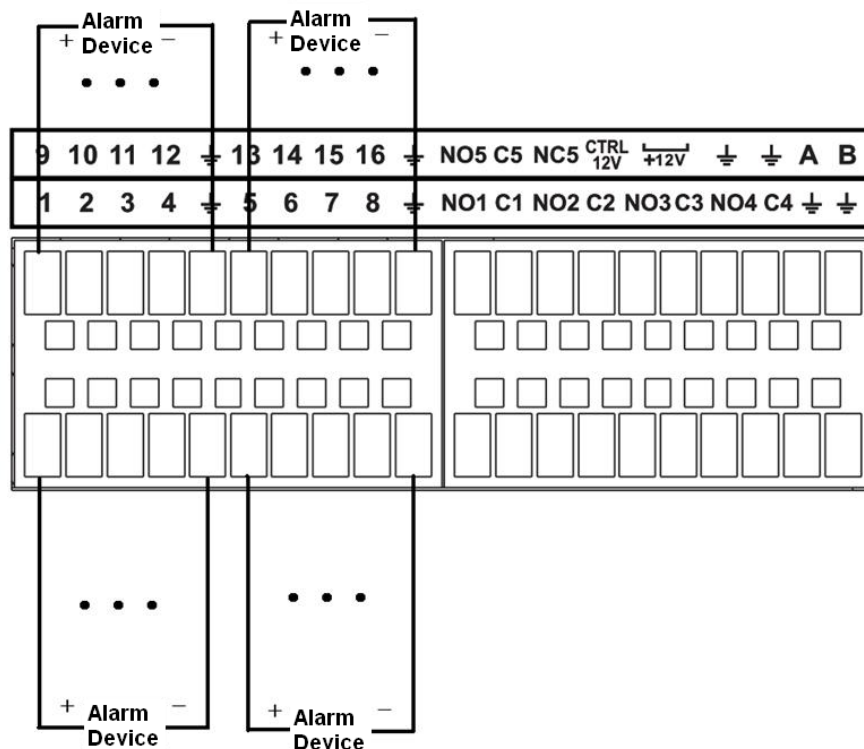 Alarm
+ Device −
Alarm
+ Device −
9 10 11 12 ⏚ 13 14 15 16 ⏚ NO5 C5 NC5 CTRL 12V +12V ⏚ ⏚ A B
1 2 3 4 ⏚ 5 6 7 8 ⏚ NO1 C1 NO2 C2 NO3 C3 NO4 C4 ⏚ ⏚
+ Alarm −
Device
+ Alarm −
Device